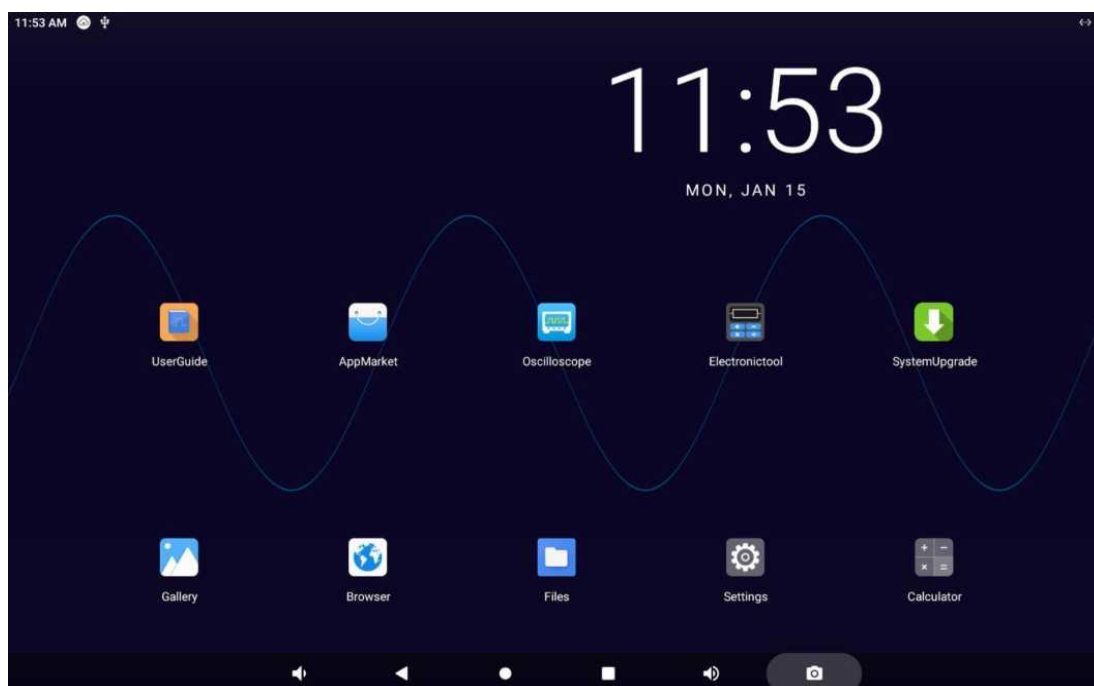 11:53 AM
11:53
MON, JAN 15
UserGuide AppMarket Oscilloscope Electronictool SystemUpgrade
Gallery Browser Files Settings Calculator